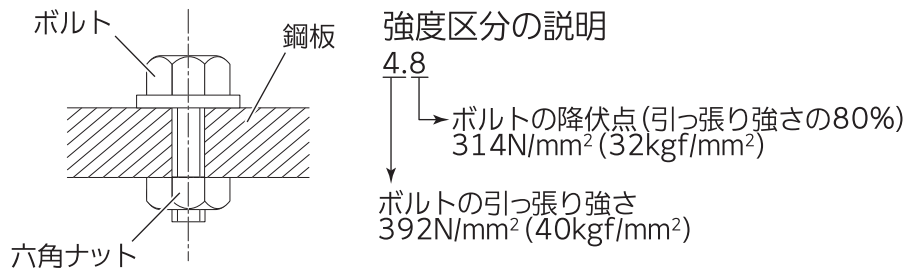 ボルト
鋼板
六角ナット
強度区分の説明
4.8
ボルトの降伏点(引っ張り強さの80%)
314N/mm²(32kgf/mm²)
ボルトの引っ張り強さ
392N/mm²(40kgf/mm²)